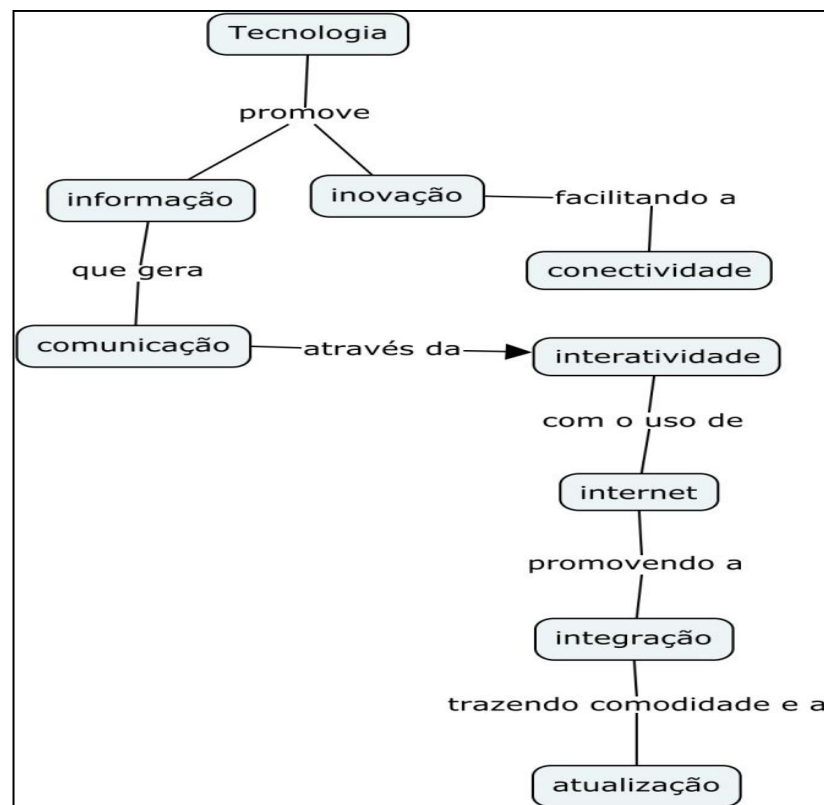 Tecnologia
promove
informação
inovação
facilitando a
que gera
conectividade
comunicação
através da
interatividade
com o uso de
internet
promovendo a
integração
trazendo comodidade e a
atualização